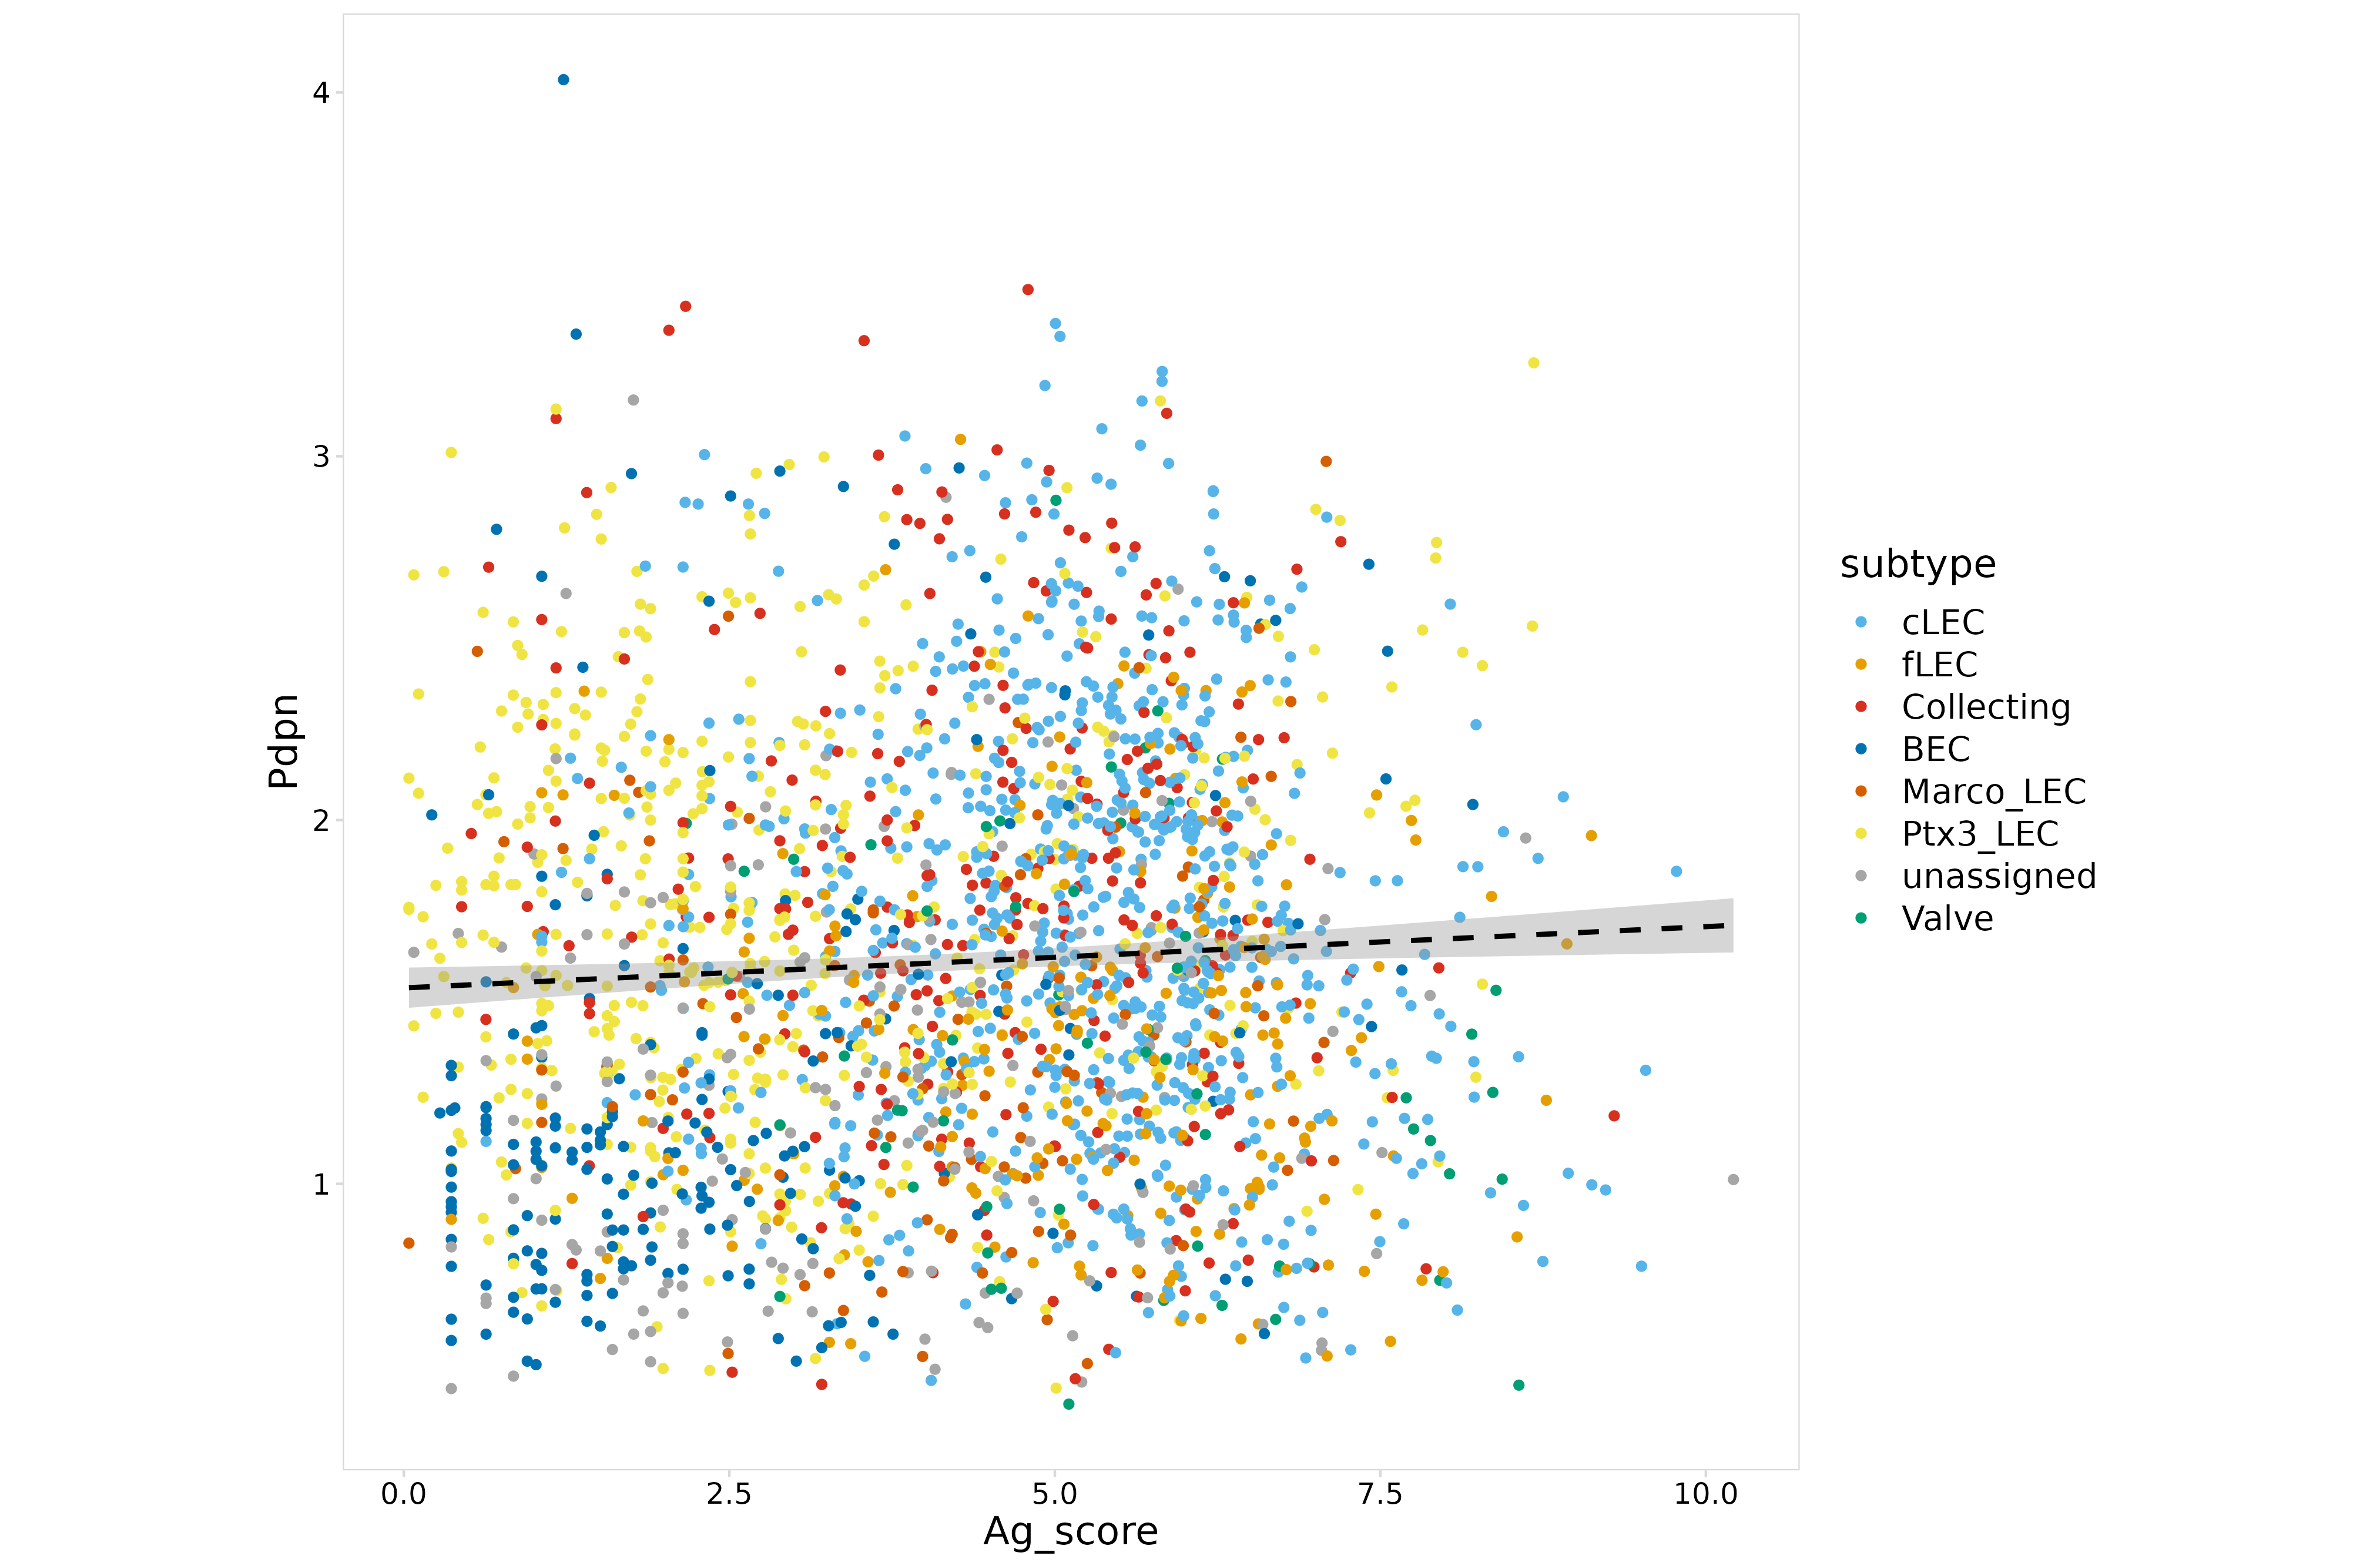 4
3
2
1
Pdpn
0.0 2.5 5.0 7.5 10.0
Ag_score
subtype
cLEC
fLEC
Collecting
BEC
Marco_LEC
Ptx3_LEC
unassigned
Valve